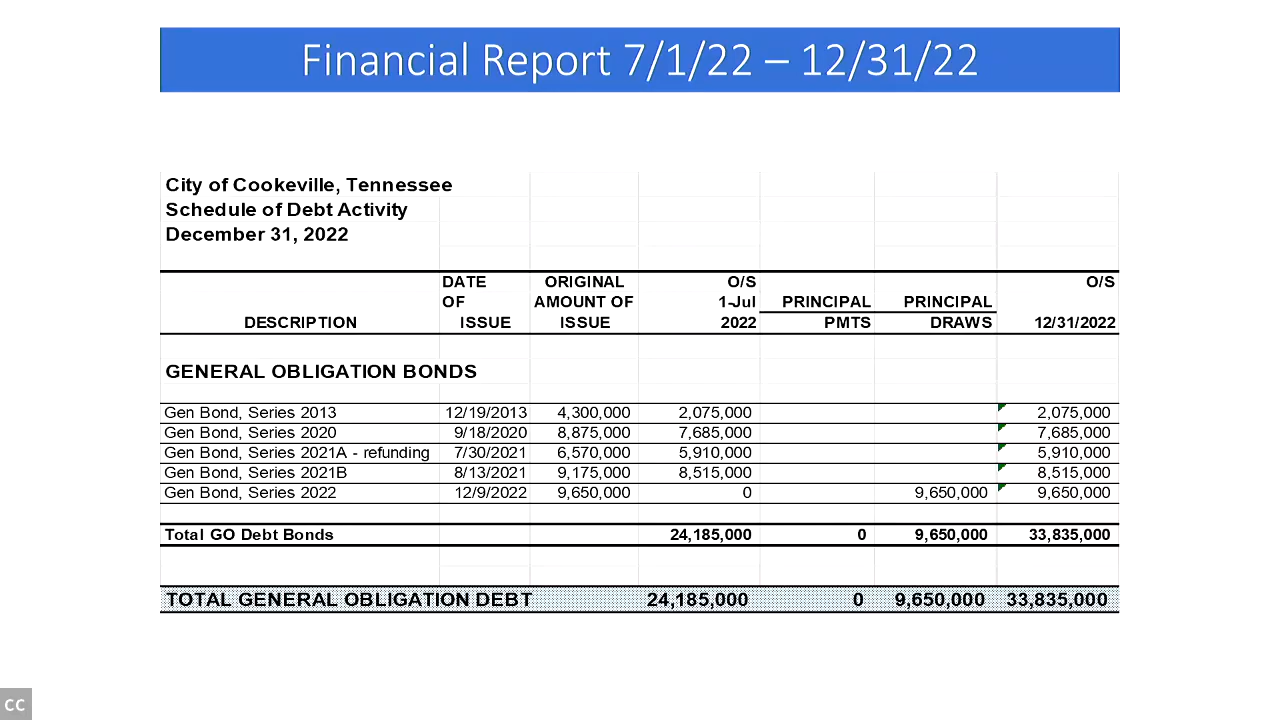 Financial Report 7/1/22 – 12/31/22
City of Cookeville, Tennessee
Schedule of Debt Activity
December 31, 2022
DATE ORIGINAL O/S O/S
OF AMOUNT OF 1-Jul PRINCIPAL PRINCIPAL
DESCRIPTION ISSUE ISSUE 2022 PMTS DRAWS 12/31/2022
GENERAL OBLIGATION BONDS
Gen Bond, Series 2013 12/19/2013 4,300,000 2,075,000 2,075,000
Gen Bond, Series 2020 9/18/2020 8,875,000 7,685,000 7,685,000
Gen Bond, Series 2021A - refunding 7/30/2021 6,570,000 5,910,000 5,910,000
Gen Bond, Series 2021B 8/13/2021 9,175,000 8,515,000 8,515,000
Gen Bond, Series 2022 12/9/2022 9,650,000 0 9,650,000 9,650,000
Total GO Debt Bonds 24,185,000 0 9,650,000 33,835,000
TOTAL GENERAL OBLIGATION DEBT 24,185,000 0 9,650,000 33,835,000
CC